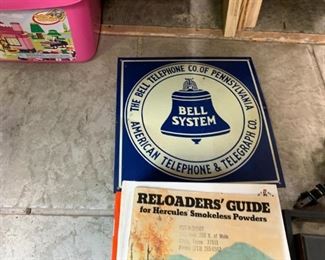 THE BELL TELEPHONE CO. OF PENNSYLVANIA
BELL
SYSTEM
AMERICAN TELEPHONE & TELEGRAPH CO.
RELOADERS' GUIDE
for Hercules® Smokeless Powders